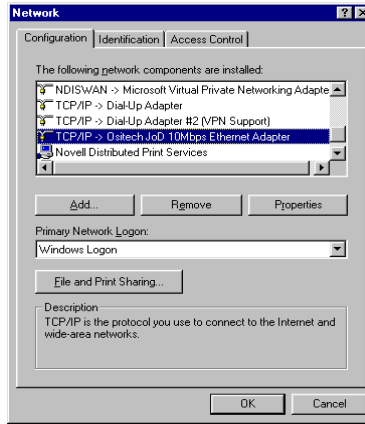 Network
Configuration Identification Access Control
The following network components are installed:
NDISWAN -> Microsoft Virtual Private Networking Adapte
TCP/IP -> Dial-Up Adapter
TCP/IP -> Dial-Up Adapter #2 (VPN Support)
TCP/IP -> Ositech JoD 10Mbps Ethernet Adapter
Novell Distributed Print Services
Add... Remove Properties
Primary Network Logon:
Windows Logon
File and Print Sharing...
Description
TCP/IP is the protocol you use to connect to the Internet and
wide-area networks.
OK Cancel